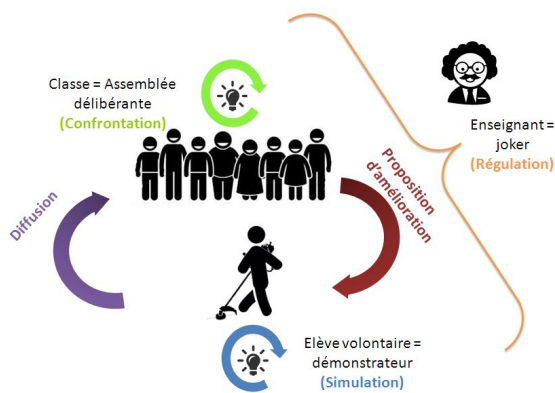 Classe = Assemblée
délibérante
(Confrontation)
Enseignant =
joker
(Régulation)
Diffusion
Proposition
d'amélioration
Elève volontaire =
démonstrateur
(Simulation)